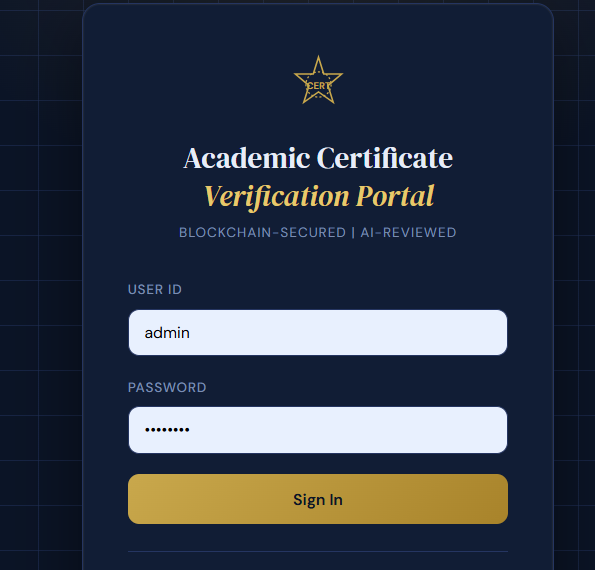 CERT
Academic Certificate
Verification Portal
BLOCKCHAIN-SECURED | AI-REVIEWED
USER ID
admin
PASSWORD
••••••••
Sign In